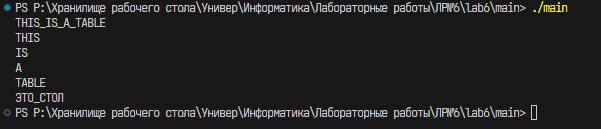 PS P:\Хранилище рабочего стола\Универ\Информатика\Лабораторные работы\ЛР№6\lab6\main> ./main
THIS_IS_A_TABLE
THIS
IS
A
TABLE
ЭТО_СТОЛ
PS P:\Хранилище рабочего стола\Универ\Информатика\Лабораторные работы\ЛР№6\lab6\main>